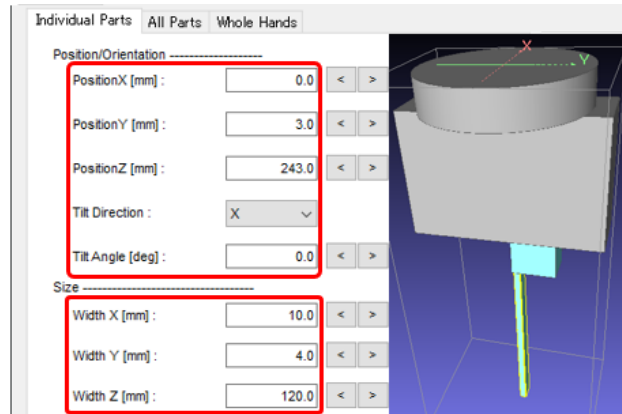 Individual Parts All Parts Whole Hands
Position/Orientation --------------------
PositionX [mm] : 0.0 < >
PositionY [mm] : 3.0 < >
PositionZ [mm] : 243.0 < >
Tilt Direction : X
Tilt Angle [deg] : 0.0 < >
Size -------------------------------------
Width X [mm] : 10.0 < >
Width Y [mm] : 4.0 < >
Width Z [mm] : 120.0 < >
X
Y